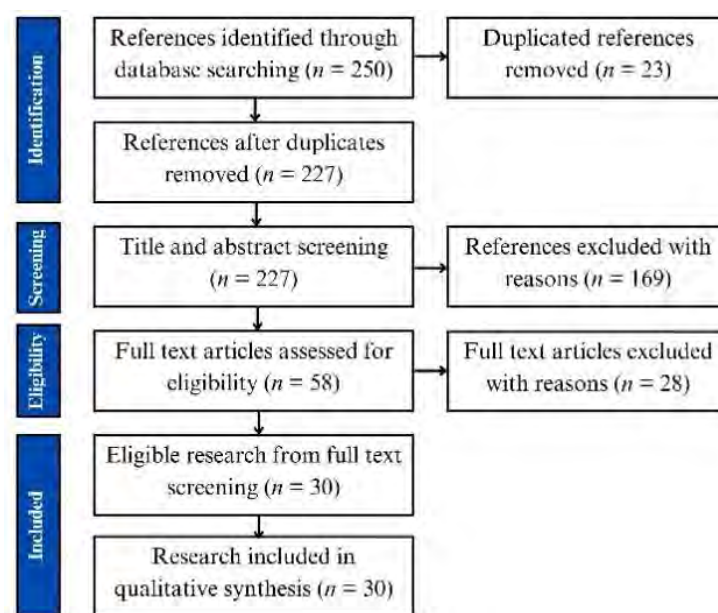 Identification
References identified through
database searching (n = 250)
Duplicated references
removed (n = 23)
References after duplicates
removed (n = 227)
Screening
Title and abstract screening
(n = 227)
References excluded with
reasons (n = 169)
Eligibility
Full text articles assessed for
eligibility (n = 58)
Full text articles excluded
with reasons (n = 28)
Included
Eligible research from full text
screening (n = 30)
Research included in
qualitative synthesis (n = 30)